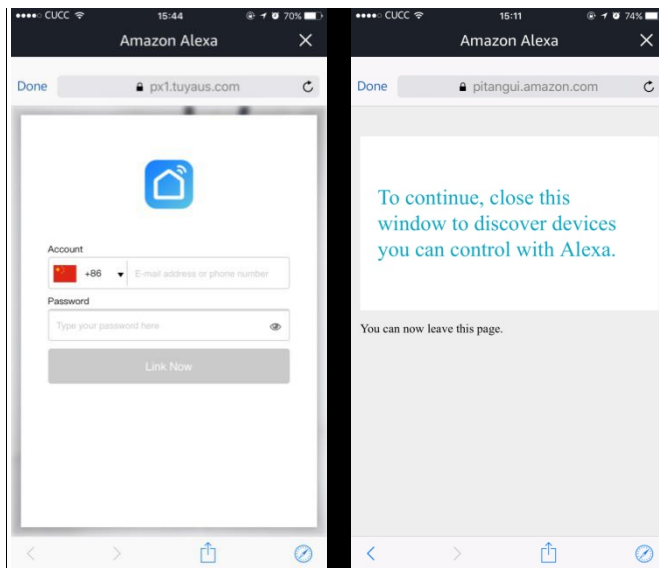 CUCC 15:44 70%
Amazon Alexa
Done px1.tuyaus.com
Account
+86 E-mail address or phone number
Password
Type your password here
Link Now
CUCC 15:11 74%
Amazon Alexa
Done pitangui.amazon.com
To continue, close this
window to discover devices
you can control with Alexa.
You can now leave this page.